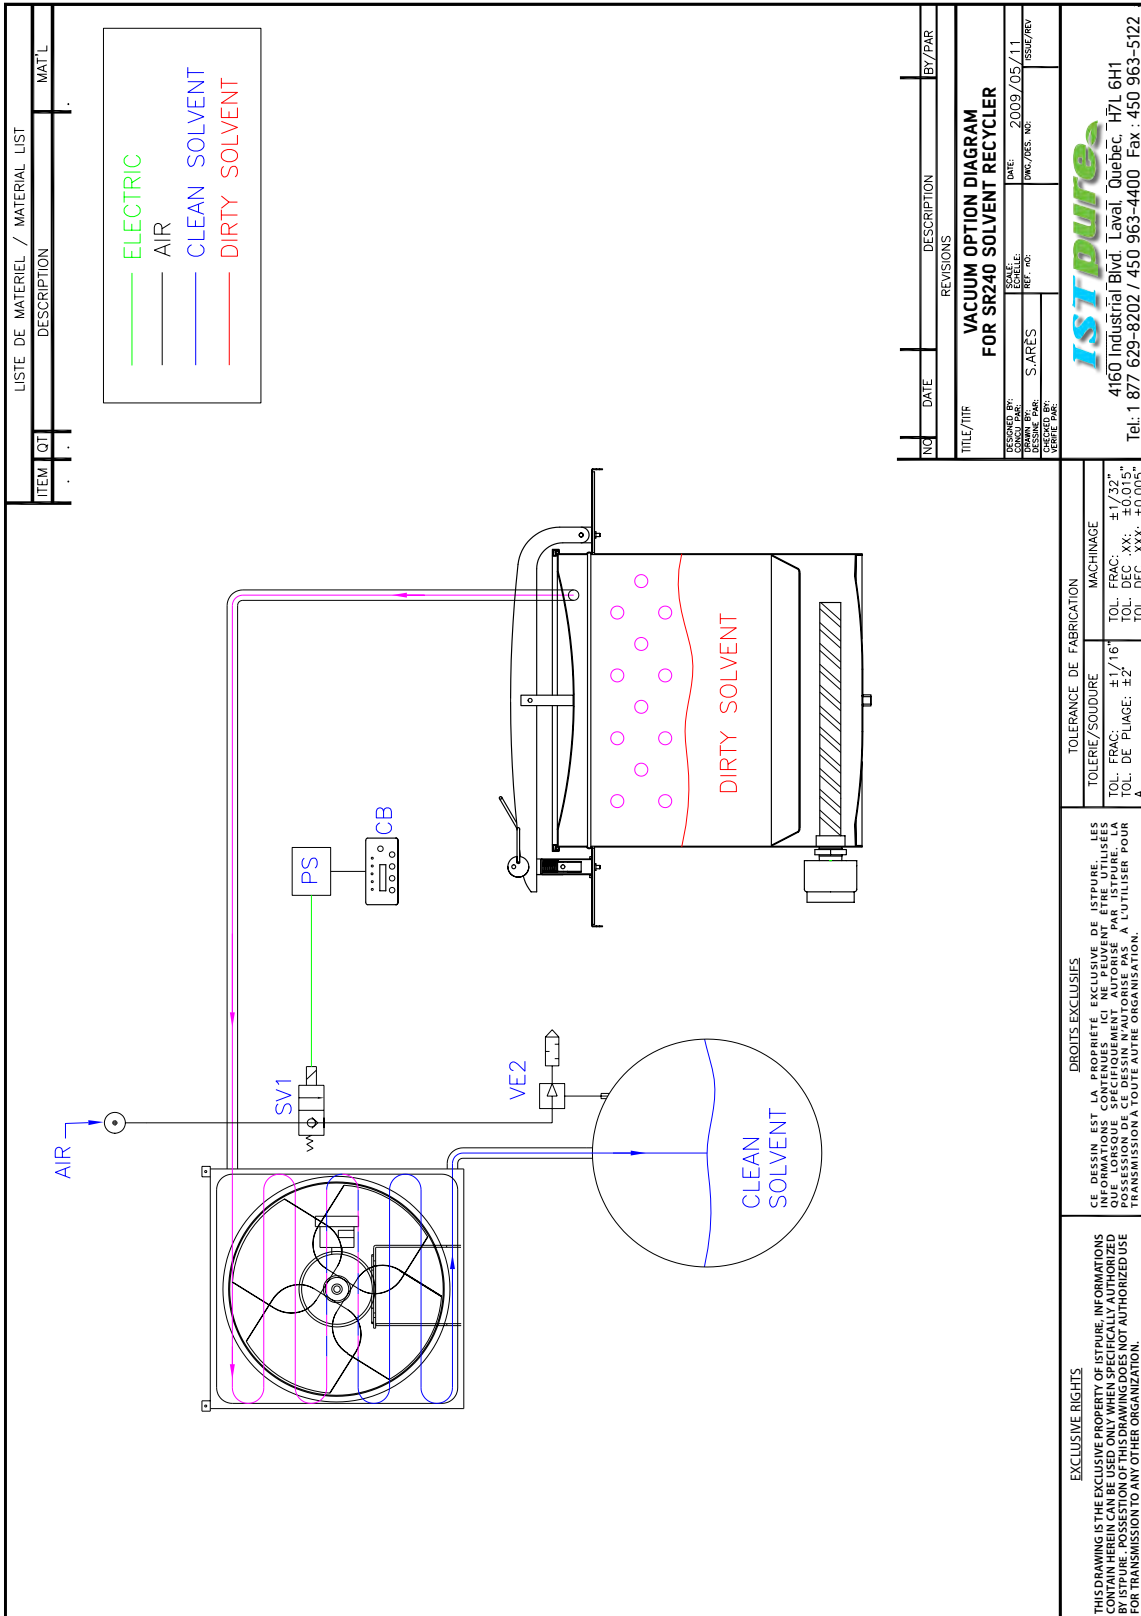 LISTE DE MATERIEL / MATERIAL LIST
ITEM QT DESCRIPTION MAT'L
ELECTRIC
AIR
CLEAN SOLVENT
DIRTY SOLVENT
AIR
SV1
PS
CB
VE2
CLEAN
SOLVENT
DIRTY SOLVENT
NO DATE DESCRIPTION BY/PAR
REVISIONS
TITLE/TITR
VACUUM OPTION DIAGRAM
FOR SR240 SOLVENT RECYCLER
DESIGNED BY:
CONCU PAR:
SCALE:
ECHELLE:
DATE: 2009/05/11
DRAWN BY:
DESSINE PAR:
S.ARES
REF. nO:
DWG./DES. NO:
ISSUE/REV
CHECKED BY:
VERIFIE PAR:
ISTpure
4160 Industrial Blvd. Laval, Quebec, H7L 6H1
Tel.: 1 877 629-8202 / 450 963-4400 Fax : 450 963-5122
TOLERANCE DE FABRICATION
TOLERIE/SOUDURE
TOL. FRAC: ±1/16"
TOL. DE PLIAGE: ±2°
MACHINAGE
TOL. FRAC: ±1/32"
TOL. DEC .XX: ±0.015"
TOL. DEC .XXX: ±0.005"
DROITS EXCLUSIFS
CE DESSIN EST LA PROPRIÉTÉ EXCLUSIVE DE ISTPURE. LES
INFORMATIONS CONTENUES ICI NE PEUVENT ÊTRE UTILISÉES
QUE LORSQUE SPÉCIFIQUEMENT AUTORISÉ PAR ISTPURE. LA
POSSESSION DE CE DESSIN N'AUTORISE PAS À L'UTILISER POUR
TRANSMISSION À TOUTE AUTRE ORGANISATION.
EXCLUSIVE RIGHTS
THIS DRAWING IS THE EXCLUSIVE PROPERTY OF ISTPURE, INFORMATIONS
CONTAIN HEREIN CAN BE USED ONLY WHEN SPECIFICALLY AUTHORIZED
BY ISTPURE. POSSESTION OF THIS DRAWING DOES NOT AUTHORIZED USE
FOR TRANSMISSION TO ANY OTHER ORGANIZATION.